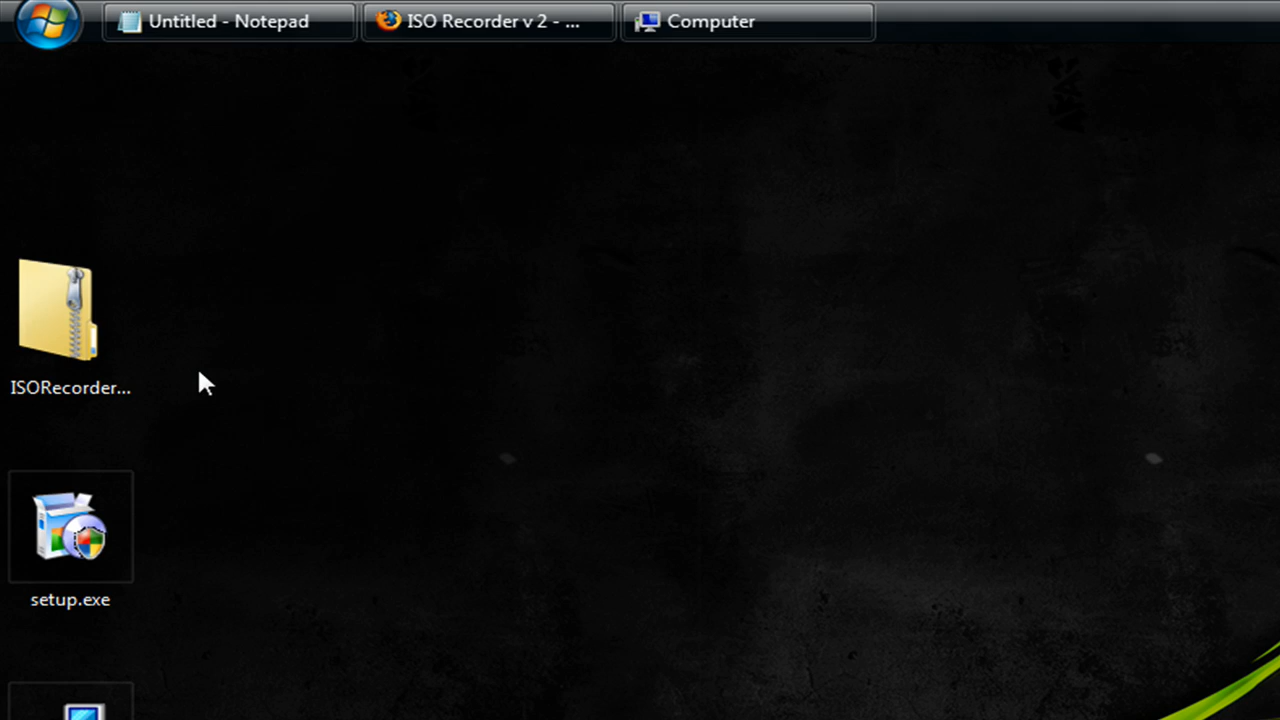 Untitled - Notepad
ISO Recorder v 2 - ...
Computer
ISORecorder...
setup.exe